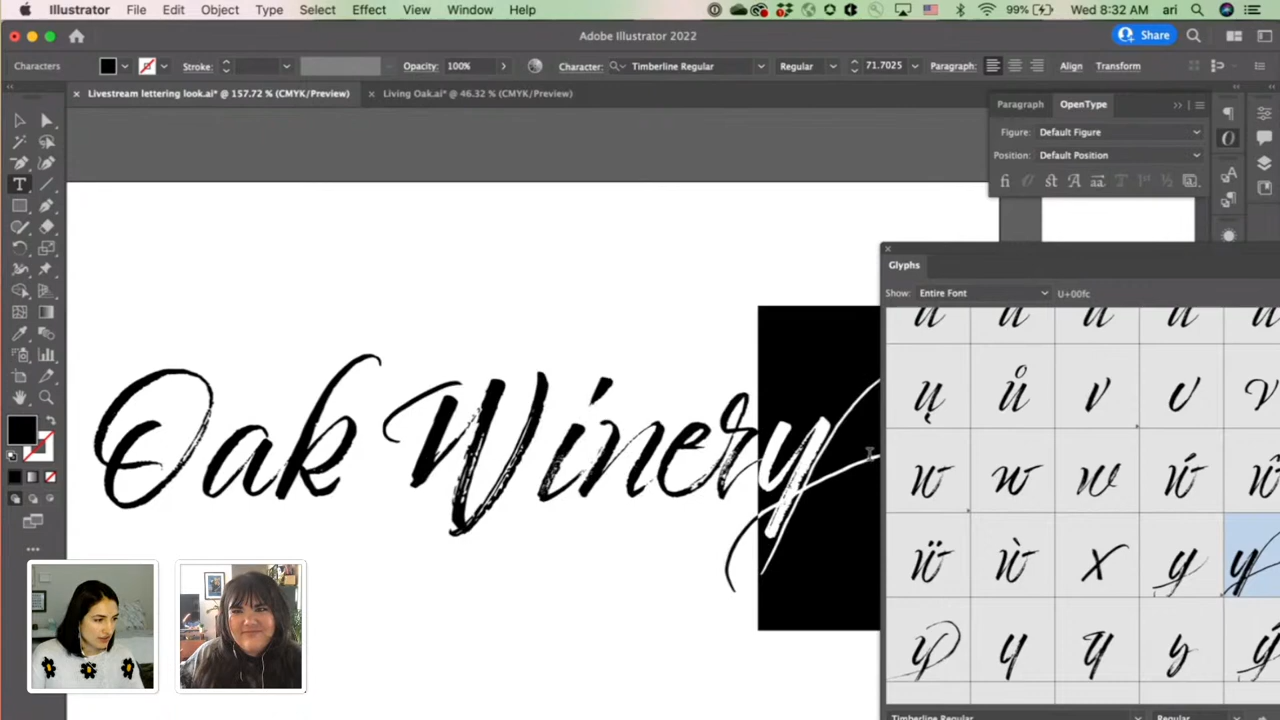 Illustrator File Edit Object Type Select Effect View Window Help 99% Wed 8:32 AM ari
Adobe Illustrator 2022 Share
Characters Stroke: Opacity: 100% Character: Timberline Regular Regular 71.7025 Paragraph: Align Transform
Livestream lettering look.ai* @ 157.72 % (CMYK/Preview) Living Oak.ai* @ 46.32 % (CMYK/Preview)
Paragraph OpenType
Figure: Default Figure
Position: Default Position
Glyphs
Show: Entire Font U+00fc
Oak Winery
ų ů v v v
w w w ẃ
ẅ ẁ x y y
y y y y
Timberline Regular Regular